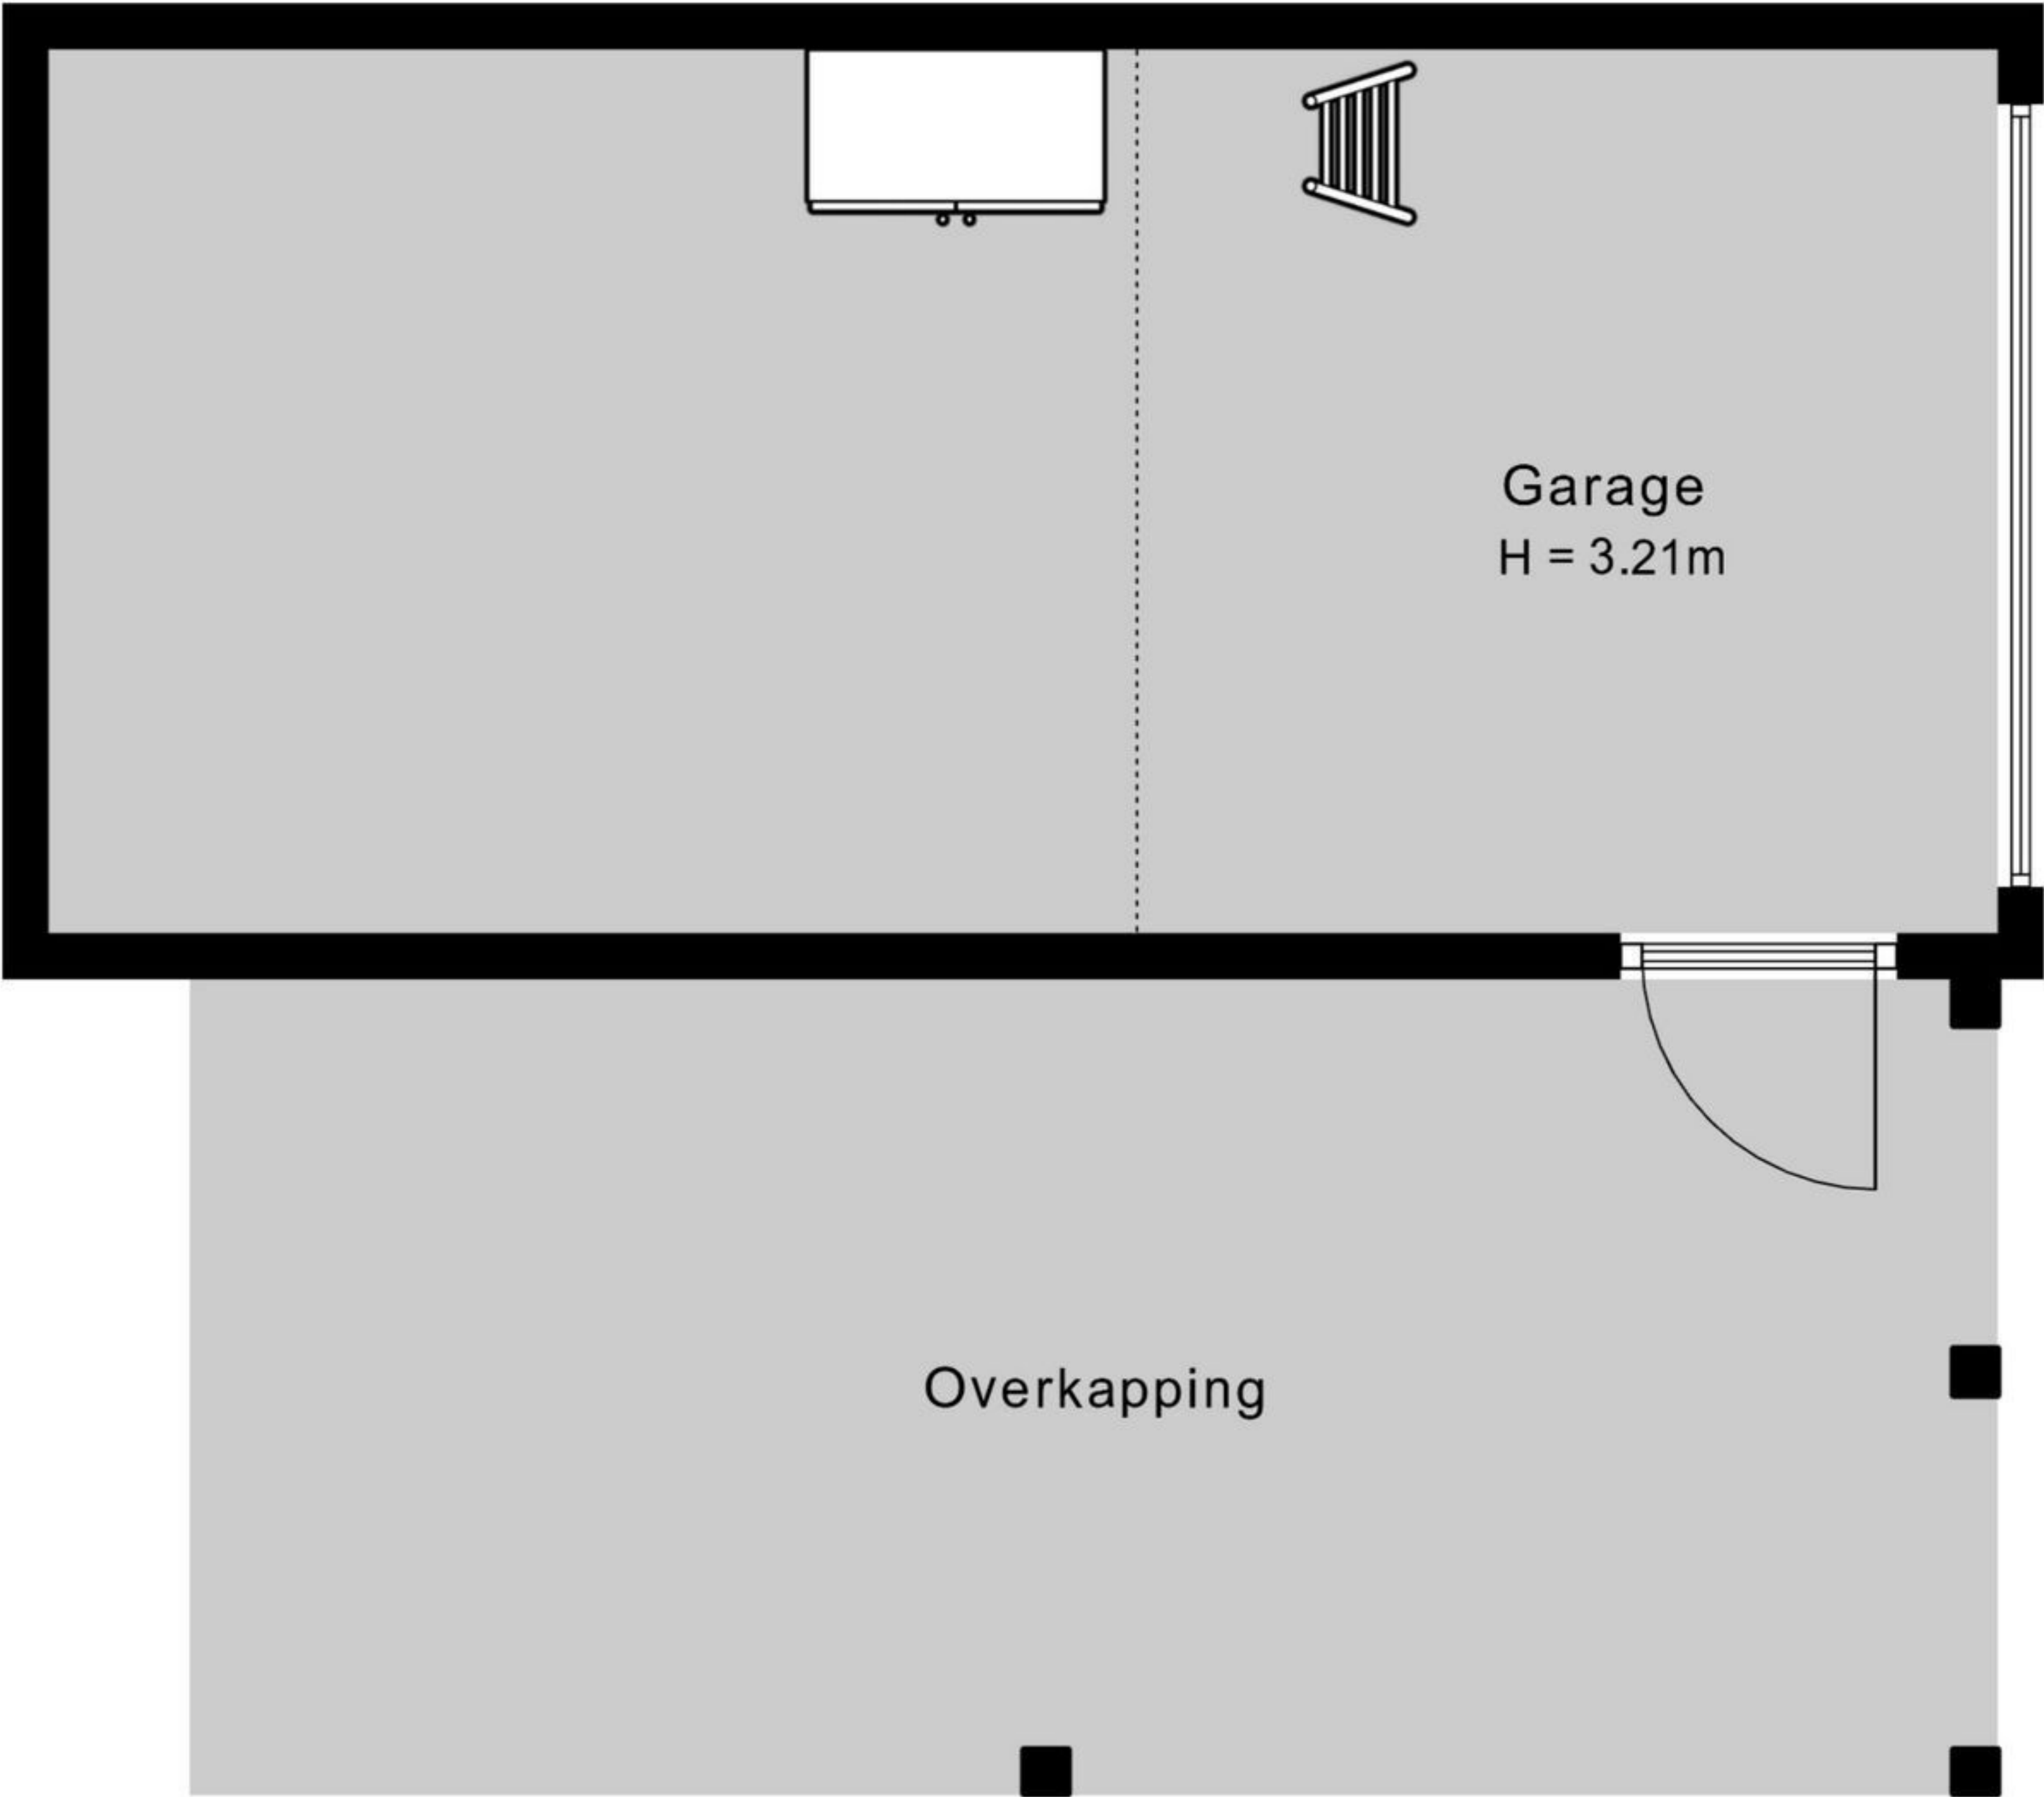 Garage
H = 3.21m
Overkapping